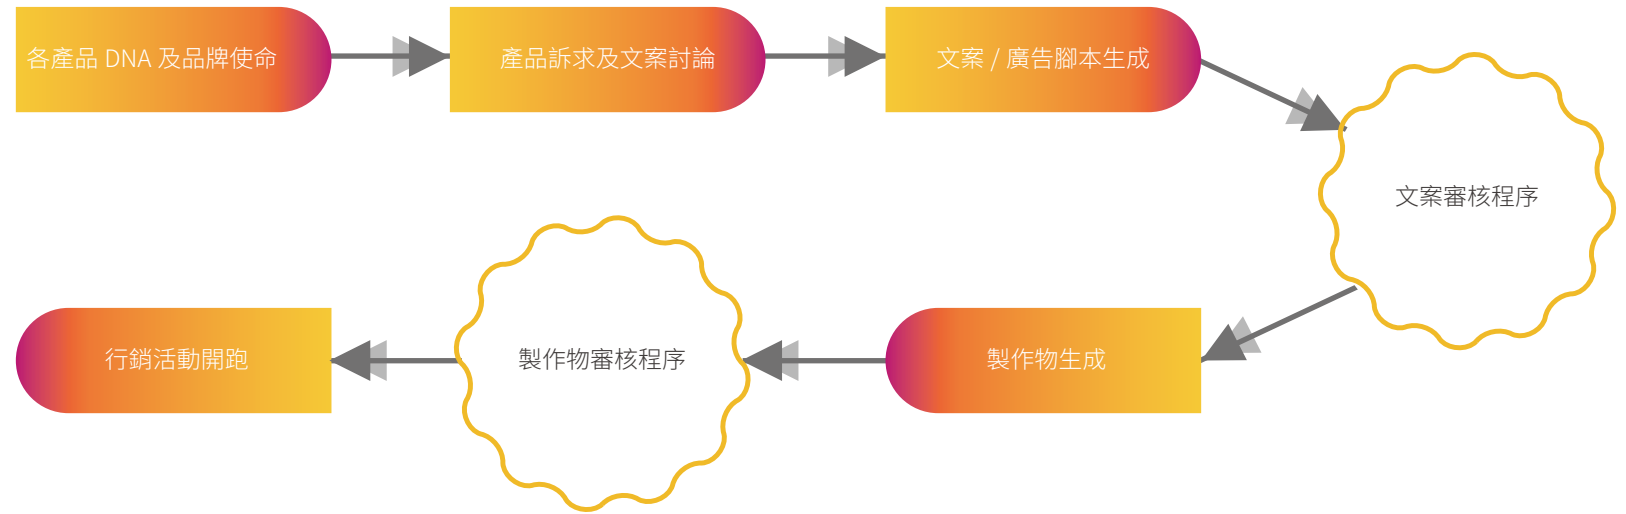 各產品 DNA 及品牌使命
產品訴求及文案討論
文案 / 廣告腳本生成
文案審核程序
製作物生成
製作物審核程序
行銷活動開跑